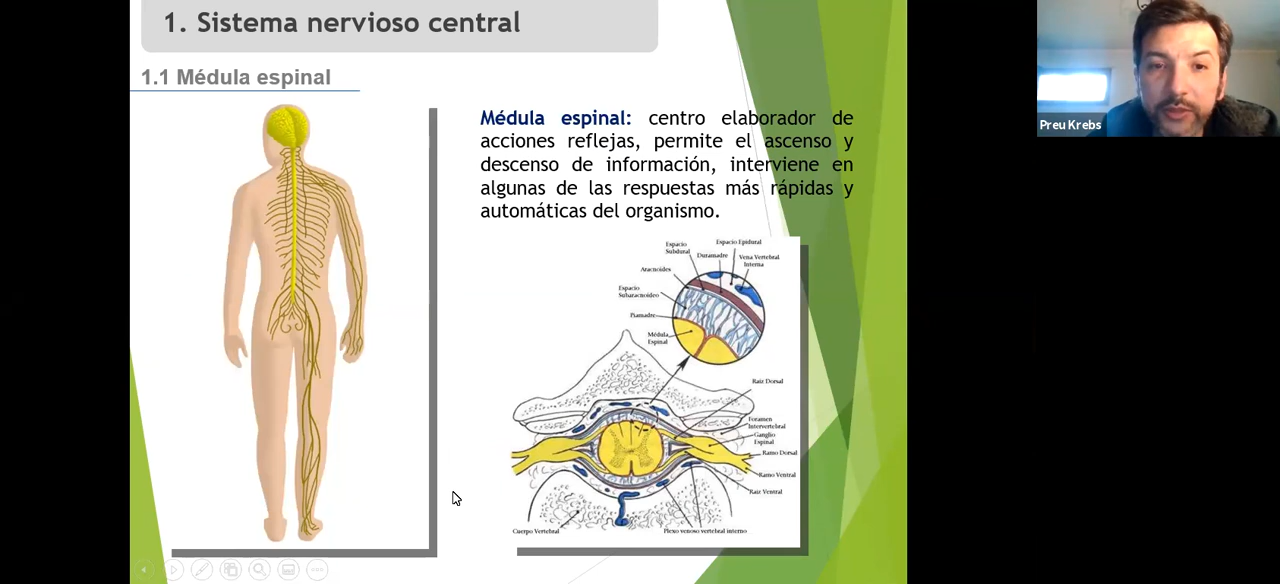 1. Sistema nervioso central
1.1 Médula espinal
Médula espinal: centro elaborador de
acciones reflejas, permite el ascenso y
descenso de información, interviene en
algunas de las respuestas más rápidas y
automáticas del organismo.
Espacio
Subdural
Espacio Epidural
Duramadre
Vena Vertebral
Interna
Aracnoides
Espacio
Subaracnoideo
Piamadre
Médula
Espinal
Raíz Dorsal
Foramen
Intervertebral
Ganglio
Espinal
Ramo Dorsal
Ramo Ventral
Raíz Ventral
Cuerpo Vertebral
Plexo venoso vertebral interno
Preu Krebs